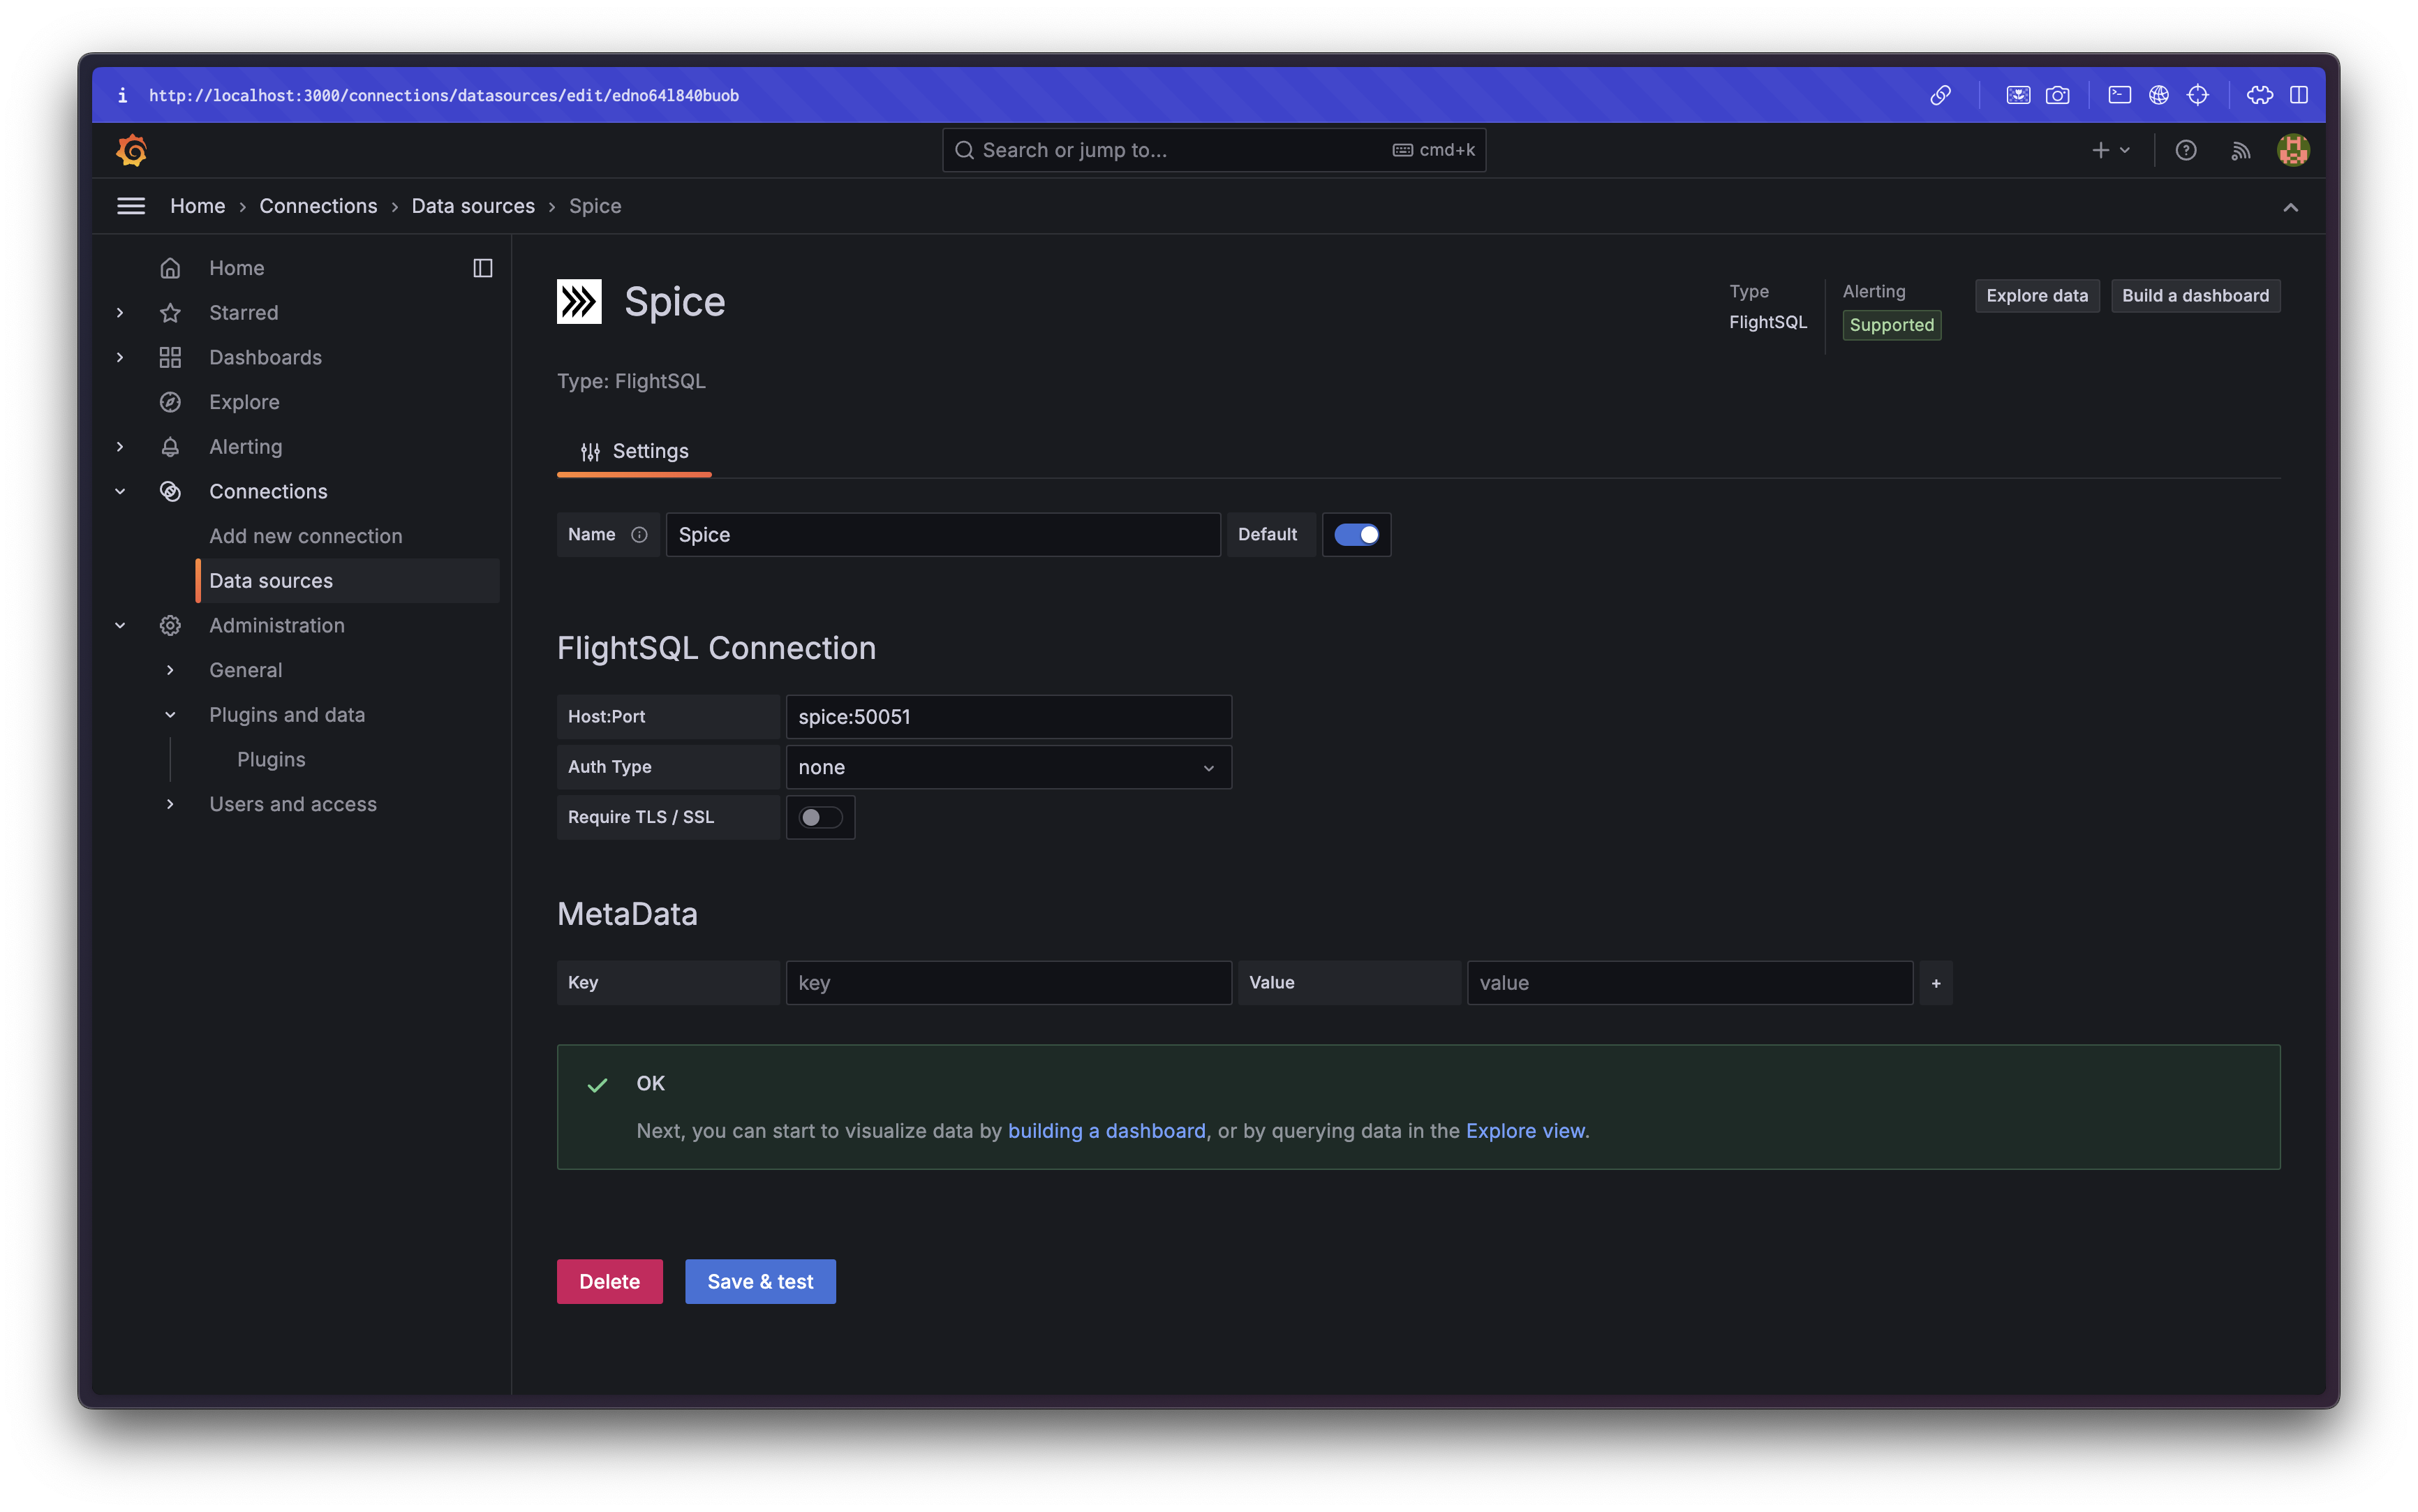 http://localhost:3000/connections/datasources/edit/edno64l840buob
Search or jump to...
cmd+k
Home
Connections
Data sources
Spice
Home
Starred
Dashboards
Explore
Alerting
Connections
Add new connection
Data sources
Administration
General
Plugins and data
Plugins
Users and access
Spice
Type
FlightSQL
Alerting
Supported
Explore data
Build a dashboard
Type: FlightSQL
Settings
Name
Spice
Default
FlightSQL Connection
Host:Port
spice:50051
Auth Type
none
Require TLS / SSL
MetaData
Key
key
Value
value
+
OK
Next, you can start to visualize data by building a dashboard, or by querying data in the Explore view.
Delete
Save & test